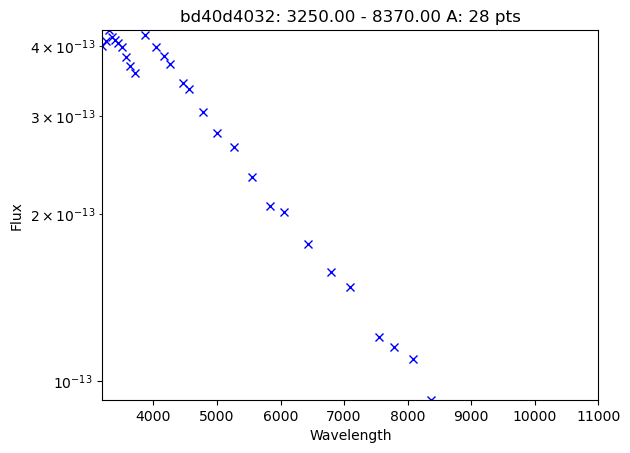 bd40d4032: 3250.00 - 8370.00 A: 28 pts
4 × 10⁻¹³
3 × 10⁻¹³
2 × 10⁻¹³
10⁻¹³
Flux
4000 5000 6000 7000 8000 9000 10000 11000
Wavelength